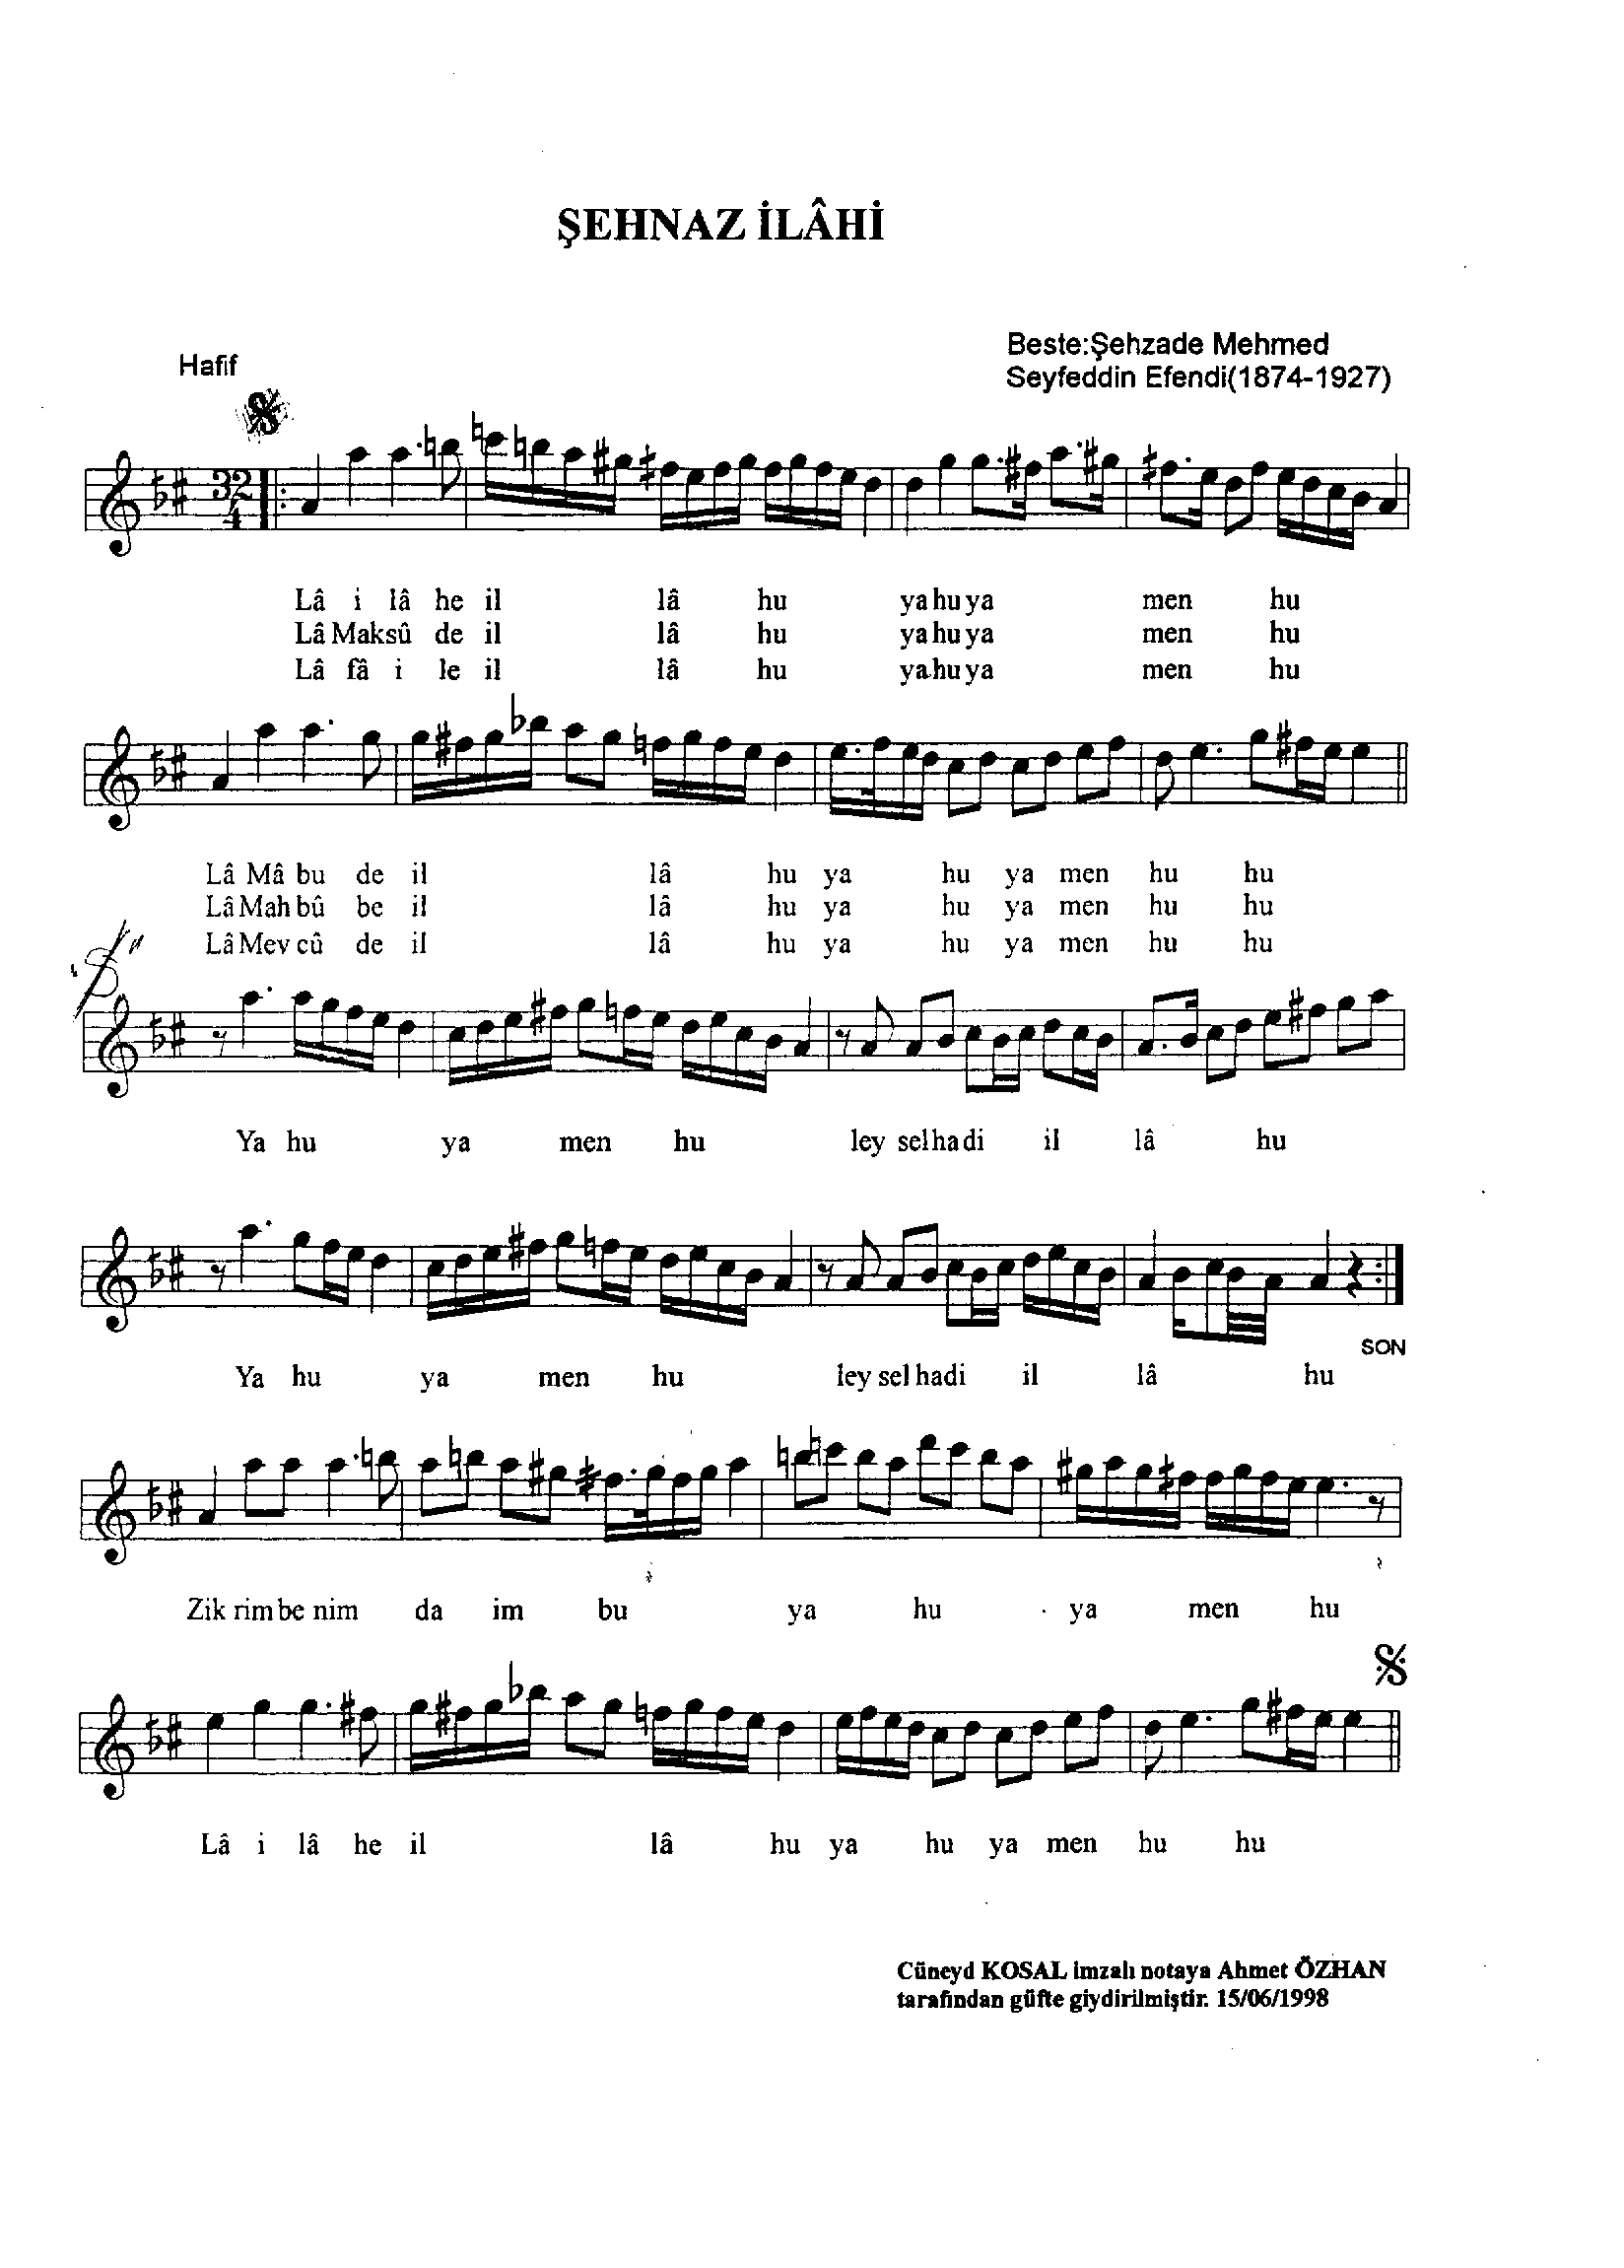 ŞEHNAZ İLÂHİ
Beste:Şehzade Mehmed
Hafif
Seyfeddin Efendi(1874-1927)
32
4
Lâ i lâ he il lâ hu ya hu ya men hu
Lâ Mak sû de il lâ hu ya hu ya men hu
Lâ fâ i le il lâ hu ya hu ya men hu
Lâ Mâ bu de il lâ hu ya hu ya men hu hu
Lâ Mah bû be il lâ hu ya hu ya men hu hu
Lâ Mev cû de il lâ hu ya hu ya men hu hu
Ya hu ya men hu ley sel ha di il lâ hu
SON
Ya hu ya men hu ley sel ha di il lâ hu
Zik rim be nim da im bu ya hu ya men hu
Lâ i lâ he il lâ hu ya hu ya men hu hu
Cüneyd KOSAL imzalı notaya Ahmet ÖZHAN
tarafından güfte giydirilmiştir. 15/06/1998